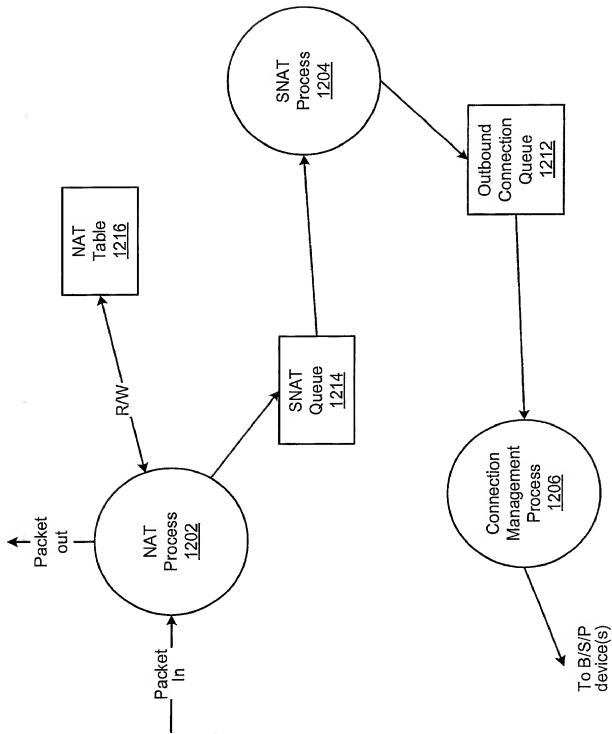 Packet
In
Packet
out
NAT
Process
1202
R/W
NAT
Table
1216
SNAT
Queue
1214
SNAT
Process
1204
Outbound
Connection
Queue
1212
Connection
Management
Process
1206
To B/S/P
device(s)